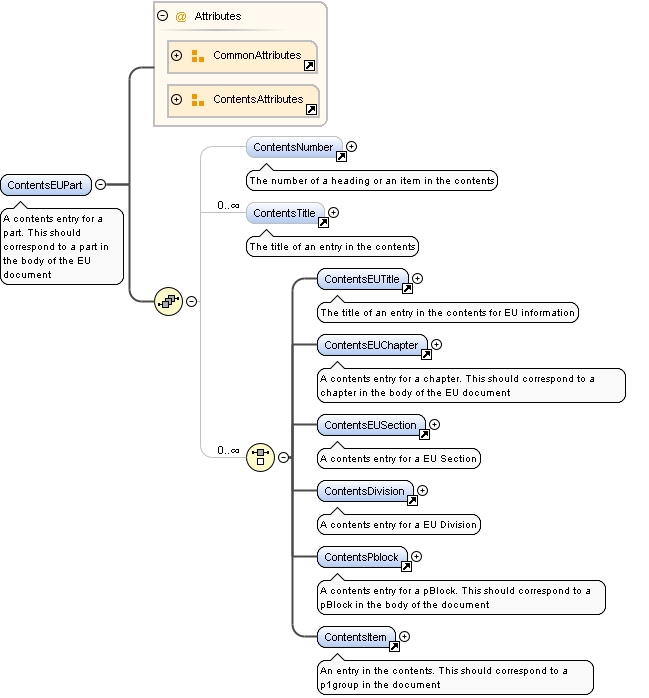 Attributes
CommonAttributes
ContentsAttributes
ContentsNumber
The number of a heading or an item in the contents
ContentsEUPart
A contents entry for a
part. This should
correspond to a part in
the body of the EU
document
0..∞
ContentsTitle
The title of an entry in the contents
ContentsEUTitle
The title of an entry in the contents for EU information
ContentsEUChapter
A contents entry for a chapter. This should correspond to a
chapter in the body of the EU document
ContentsEUSection
0..∞
A contents entry for a EU Section
ContentsDivision
A contents entry for a EU Division
ContentsPblock
A contents entry for a pBlock. This should correspond to a
pBlock in the body of the document
ContentsItem
An entry in the contents. This should correspond to a
p1group in the document